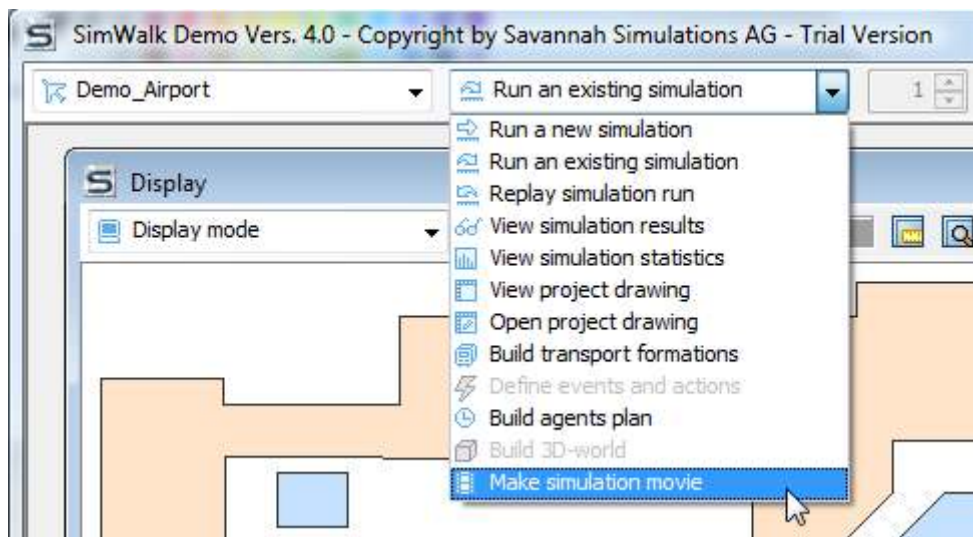 SimWalk Demo Vers. 4.0 - Copyright by Savannah Simulations AG - Trial Version
Demo_Airport
Run an existing simulation
1
Run a new simulation
Run an existing simulation
Display
Replay simulation run
Display mode
View simulation results
View simulation statistics
View project drawing
Open project drawing
Build transport formations
Define events and actions
Build agents plan
Build 3D-world
Make simulation movie